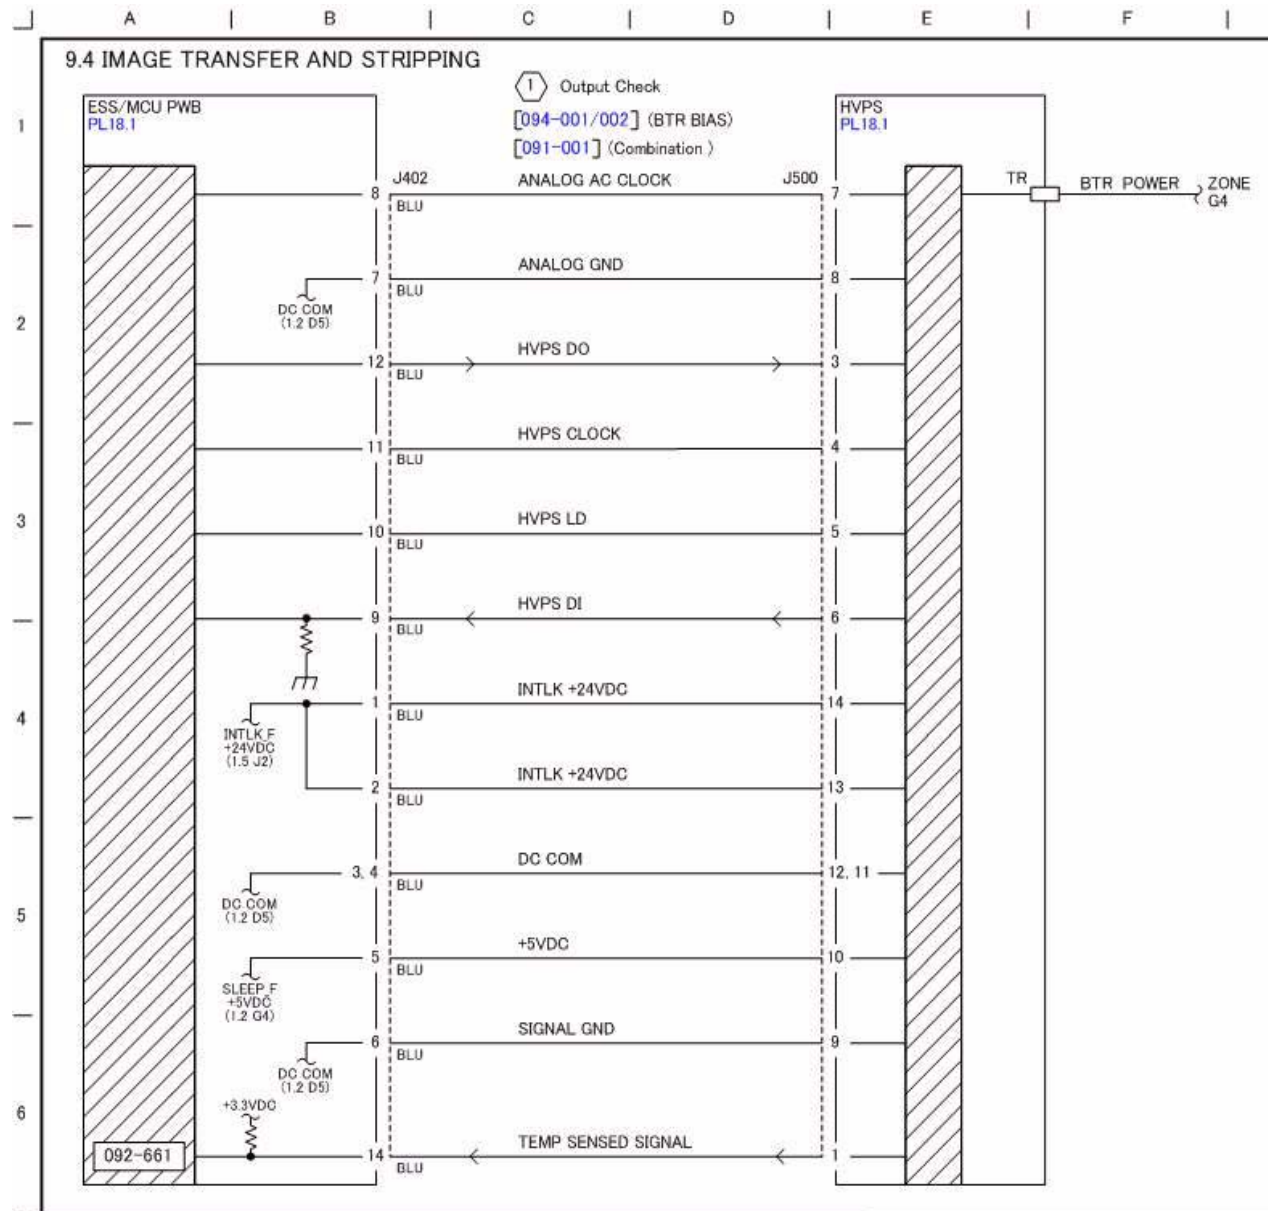 A B C D E F
9.4 IMAGE TRANSFER AND STRIPPING
1 Output Check
ESS/MCU PWB
PL18.1
[094-001/002] (BTR BIAS)
HVPS
PL18.1
1
[091-001] (Combination )
J402 ANALOG AC CLOCK J500 TR BTR POWER ZONE
G4
8 BLU 7
ANALOG GND
7 BLU 8
DC COM
(1.2 D5)
2
HVPS DO
12 BLU 3
HVPS CLOCK
11 BLU 4
3
HVPS LD
10 BLU 5
HVPS DI
9 BLU 6
INTLK +24VDC
1 BLU 14
4
INTLK_F
+24VDC
(1.5 J2)
INTLK +24VDC
2 BLU 13
DC COM
3, 4 BLU 12, 11
DC COM
(1.2 D5)
5
+5VDC
5 BLU 10
SLEEP_F
+5VDC
(1.2 G4)
SIGNAL GND
6 BLU 9
DC COM
(1.2 D5)
6
+3.3VDC
TEMP SENSED SIGNAL
092-661 14 BLU 1